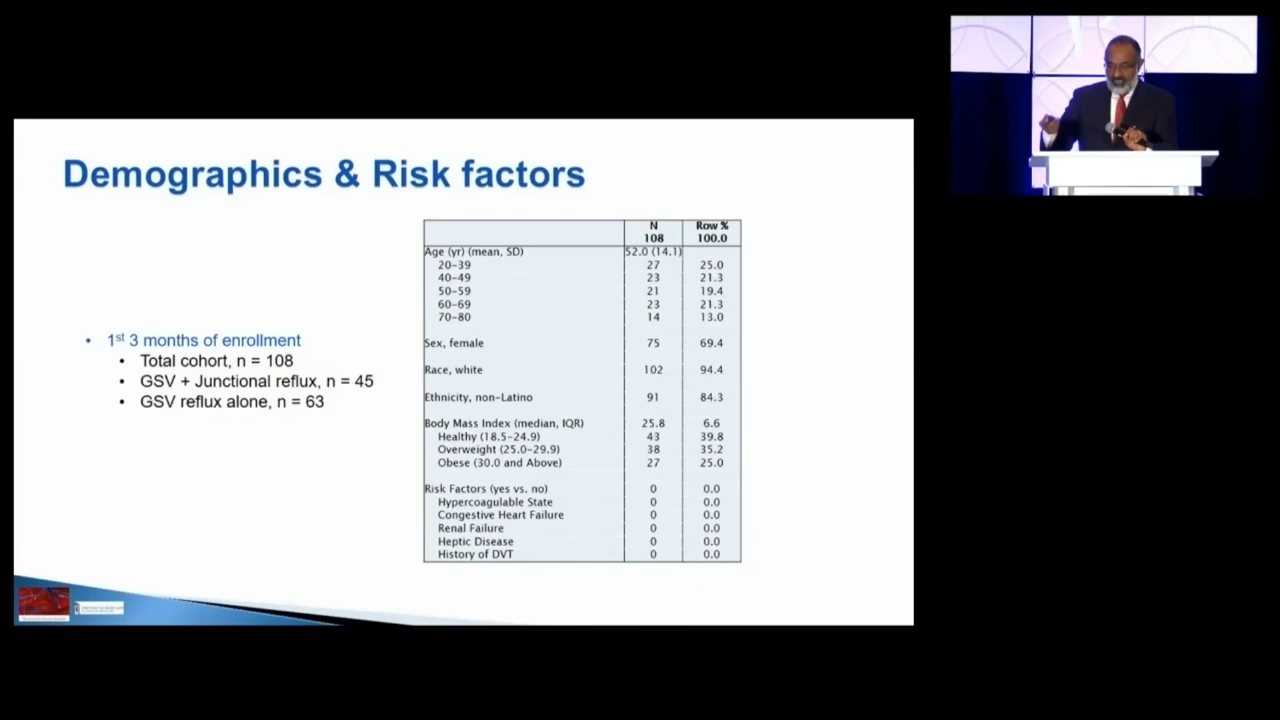 Demographics & Risk factors
• 1st 3 months of enrollment
• Total cohort, n = 108
• GSV + Junctional reflux, n = 45
• GSV reflux alone, n = 63
N Row %
108 100.0
Age (yr) (mean, SD) 52.0 (14.1)
20-39 27 25.0
40-49 23 21.3
50-59 21 19.4
60-69 23 21.3
70-80 14 13.0
Sex, female 75 69.4
Race, white 102 94.4
Ethnicity, non-Latino 91 84.3
Body Mass Index (median, IQR) 25.8 6.6
Healthy (18.5-24.9) 43 39.8
Overweight (25.0-29.9) 38 35.2
Obese (30.0 and Above) 27 25.0
Risk Factors (yes vs. no) 0 0.0
Hypercoagulable State 0 0.0
Congestive Heart Failure 0 0.0
Renal Failure 0 0.0
Heptic Disease 0 0.0
History of DVT 0 0.0